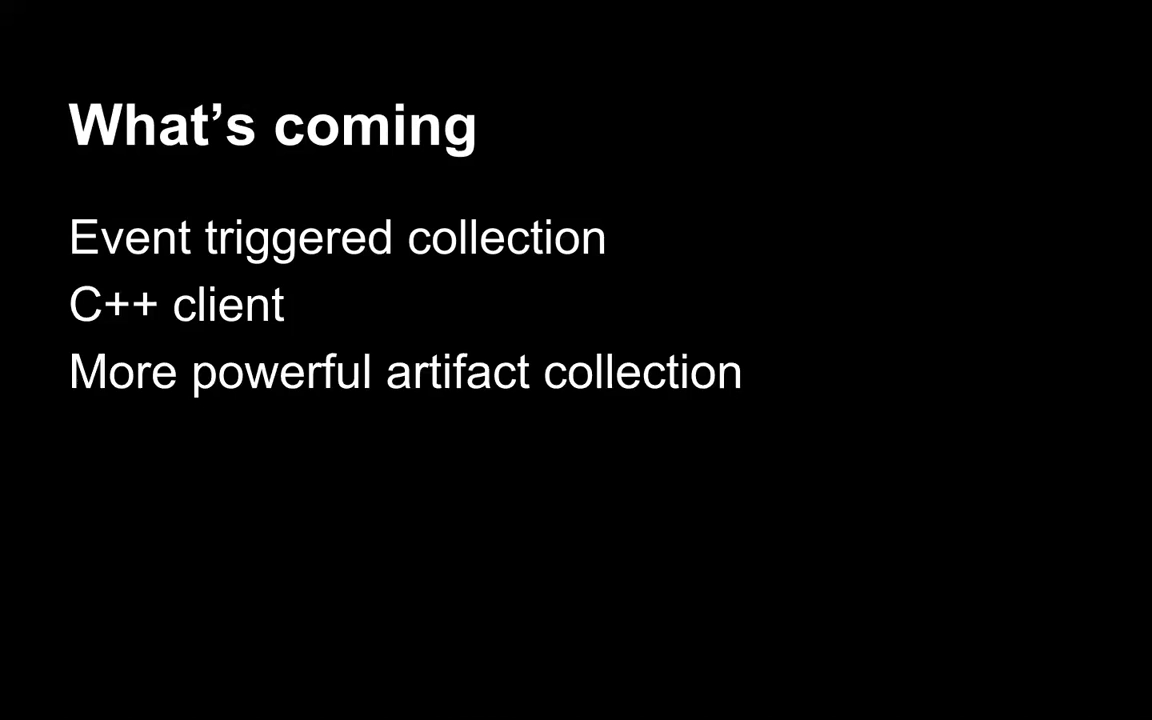 What’s coming
Event triggered collection
C++ client
More powerful artifact collection